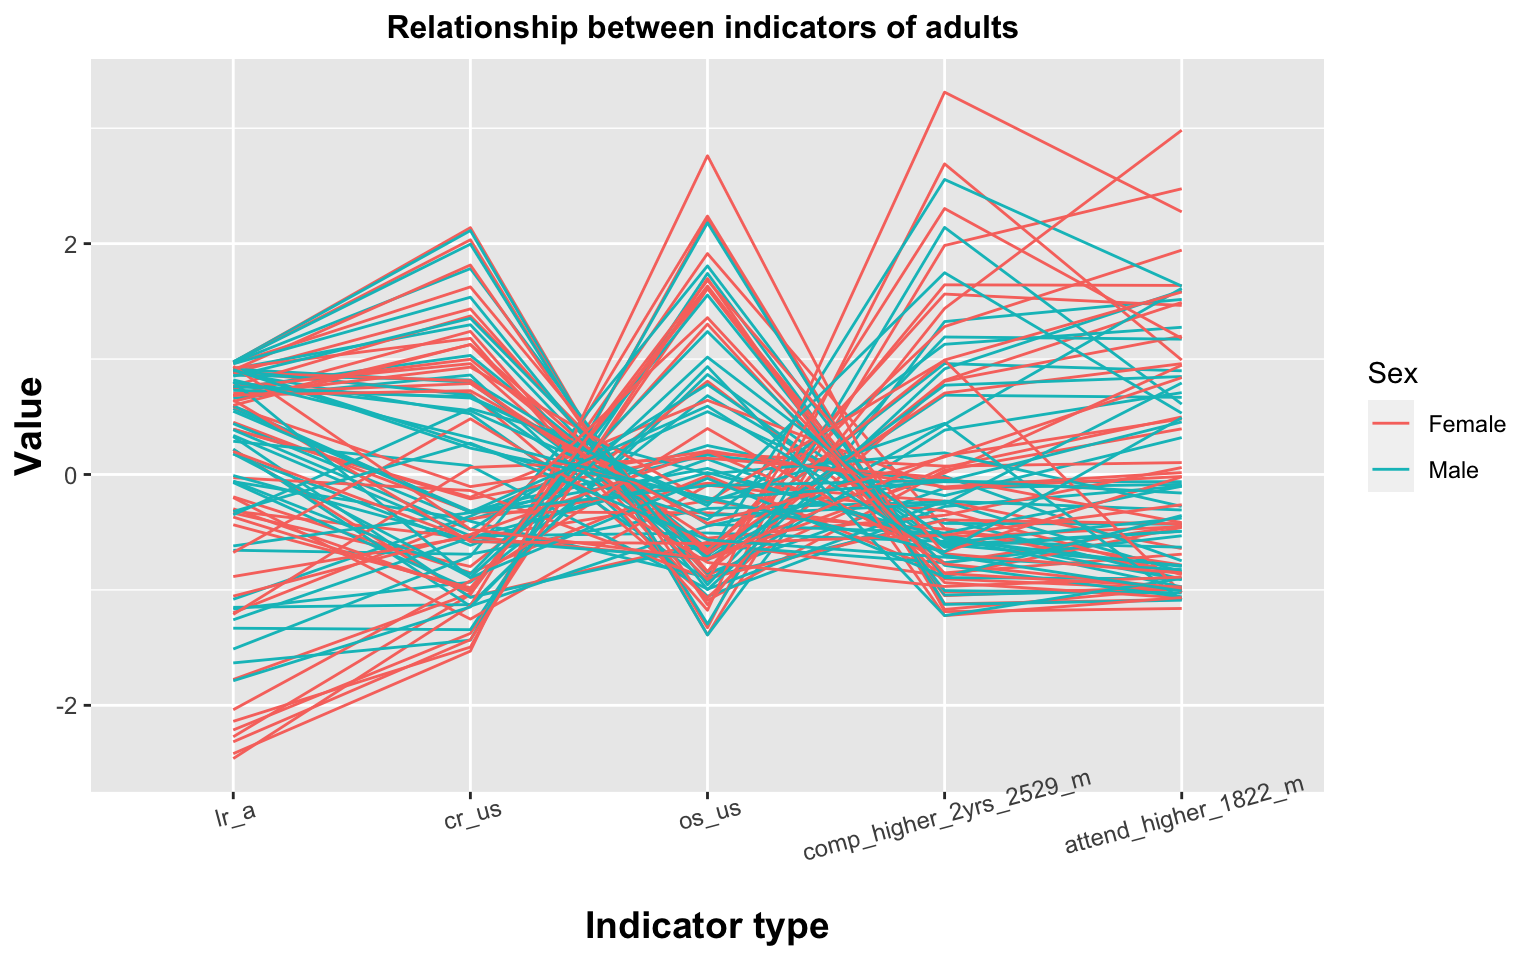 Relationship between indicators of adults
Value
2
0
-2
lr_a
cr_us
os_us
comp_higher_2yrs_2529_m
attend_higher_1822_m
Indicator type
Sex
Female
Male